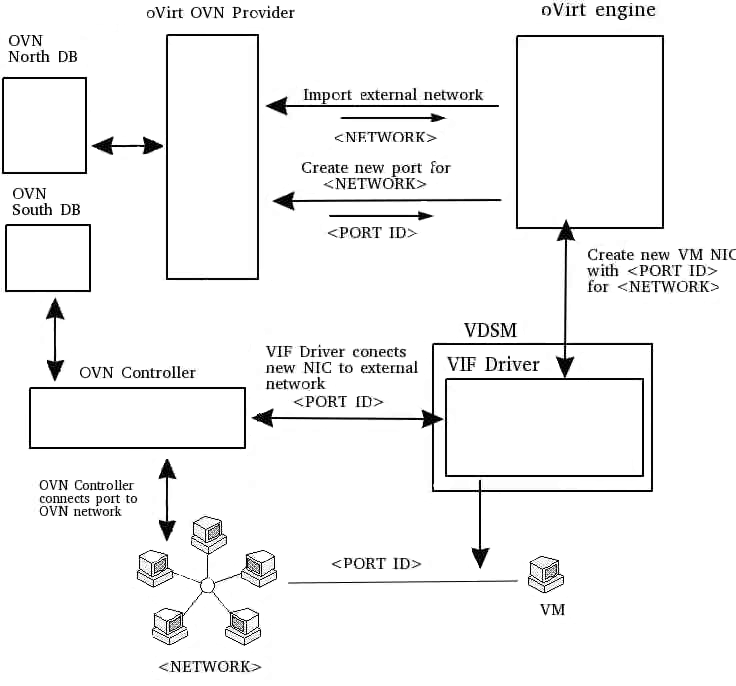 oVirt OVN Provider
oVirt engine
OVN
North DB
Import external network
<NETWORK>
Create new port for
<NETWORK>
<PORT ID>
OVN
South DB
Create new VM NIC
with <PORT ID>
for <NETWORK>
VDSM
VIF Driver
VIF Driver conects
new NIC to external
network
<PORT ID>
OVN Controller
OVN Controller
connects port to
OVN network
<PORT ID>
VM
<NETWORK>